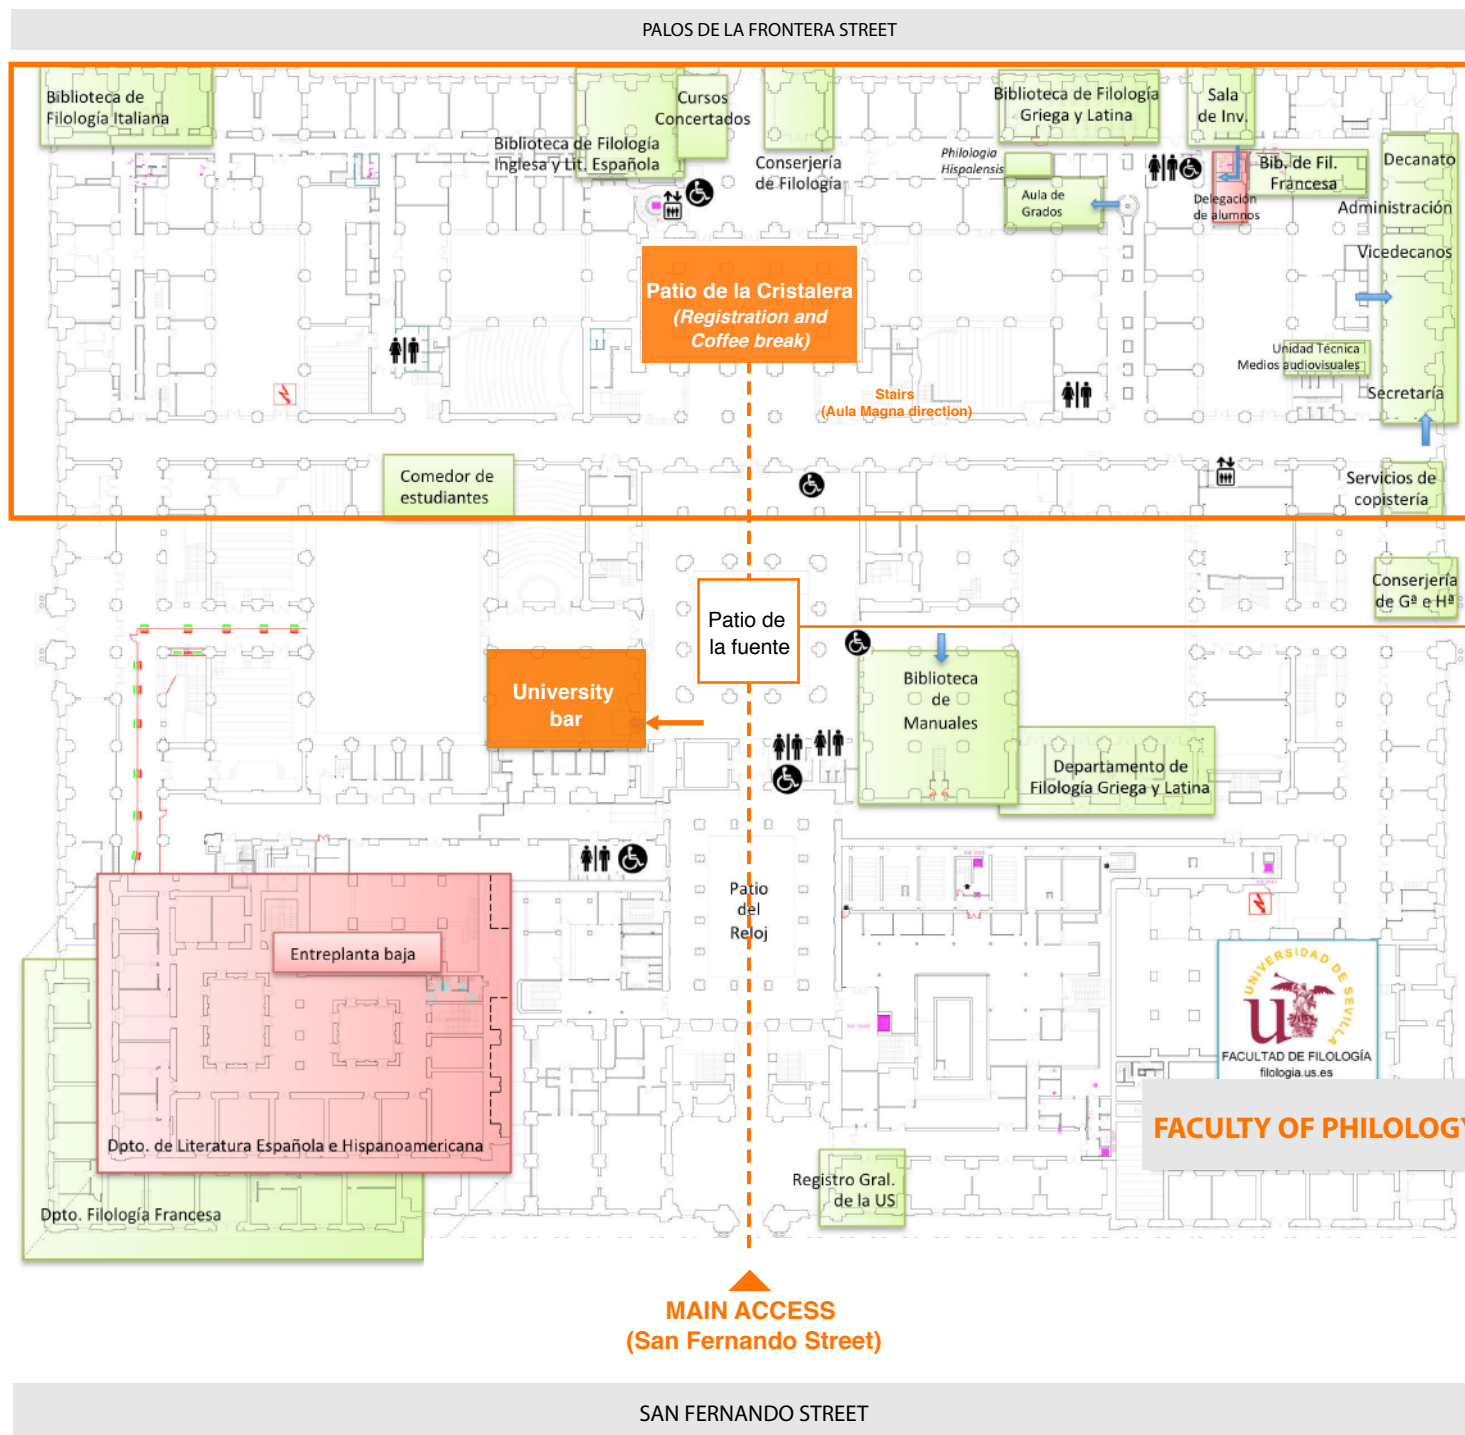 PALOS DE LA FRONTERA STREET
Biblioteca de
Filología Italiana
Cursos
Concertados
Biblioteca de Filología
Inglesa y Lit. Española
Conserjería
de Filología
Biblioteca de Filología
Griega y Latina
Sala
de Inv.
Philologia
Hispalensis
Bib. de Fil.
Francesa
Decanato
Aula de
Grados
Delegación
de alumnos
Administración
Vicedecanos
Patio de la Cristalera
(Registration and
Coffee break)
Unidad Técnica
Medios audiovisuales
Stairs
(Aula Magna direction)
Secretaría
Comedor de
estudiantes
Servicios de
copistería
Conserjería
de Gª e Hª
Patio de
la fuente
University
bar
Biblioteca
de
Manuales
Departamento de
Filología Griega y Latina
Patio
del
Reloj
Entreplanta baja
UNIVERSIDAD DE SEVILLA
FACULTAD DE FILOLOGÍA
filologia.us.es
FACULTY OF PHILOLOGY
Dpto. de Literatura Española e Hispanoamericana
Registro Gral.
de la US
Dpto. Filología Francesa
MAIN ACCESS
(San Fernando Street)
SAN FERNANDO STREET